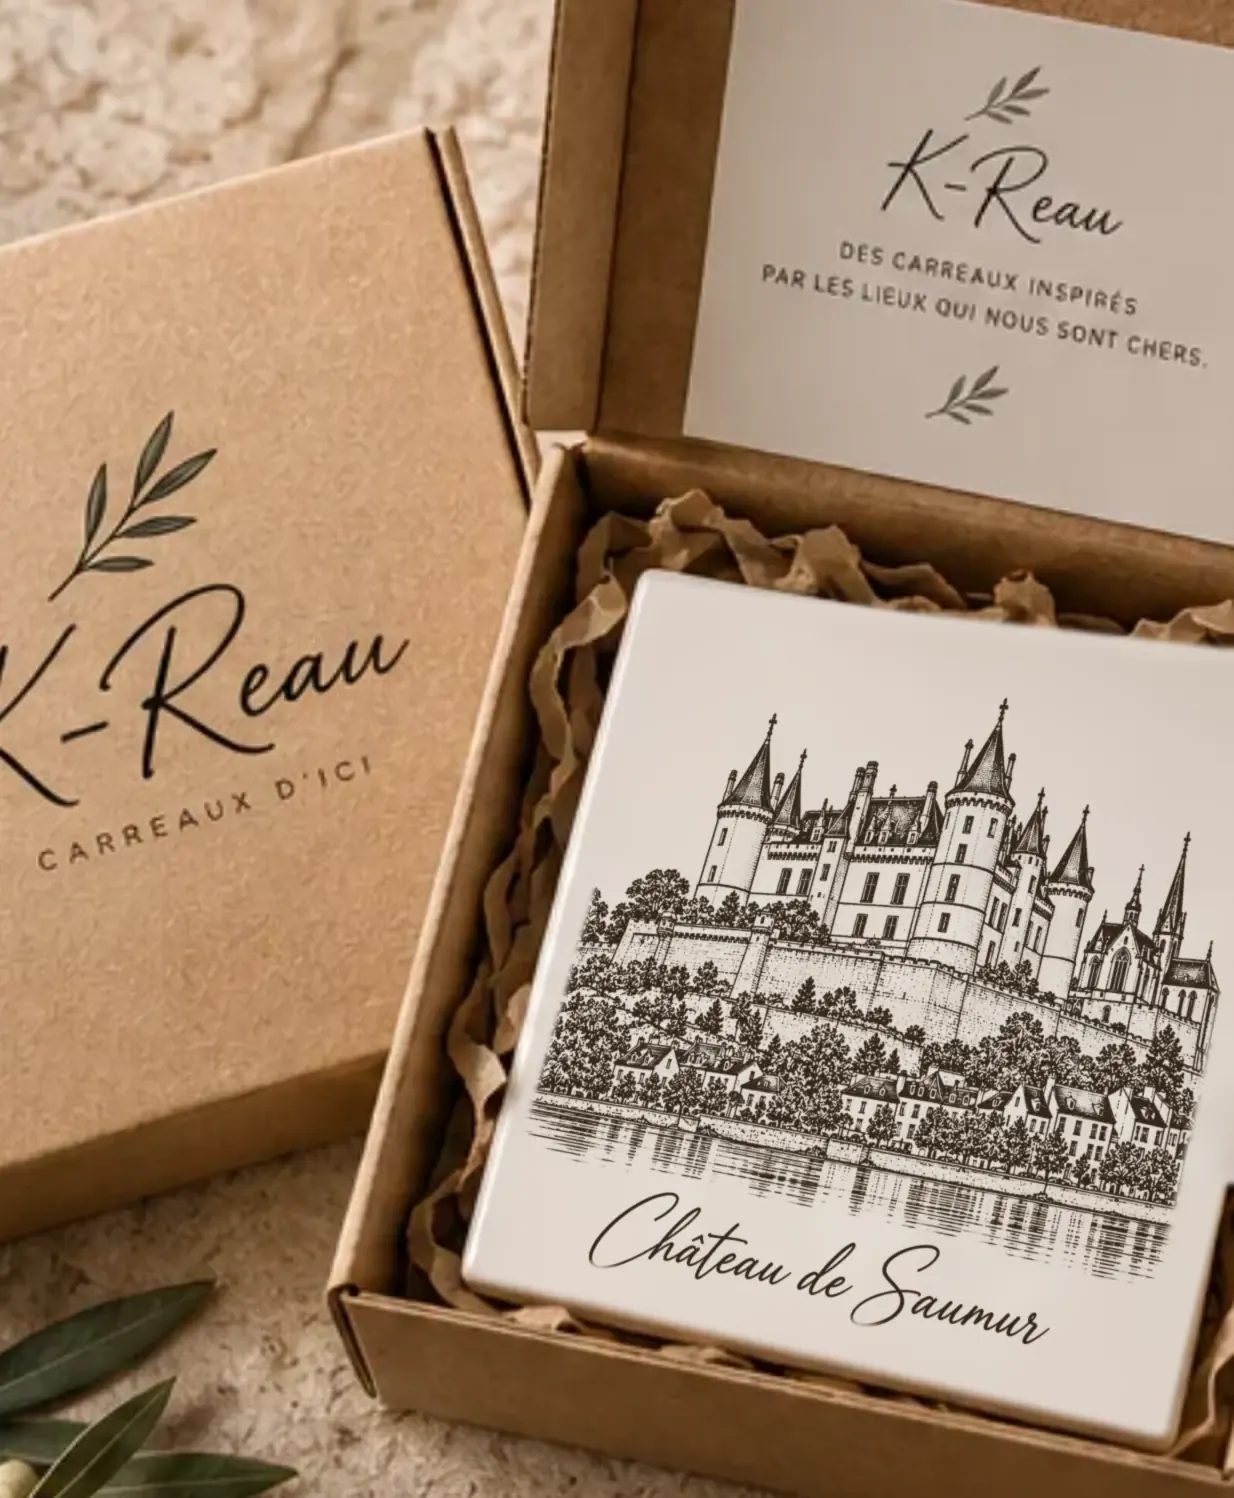 K-Reau
DES CARREAUX INSPIRÉS
PAR LES LIEUX QUI NOUS SONT CHERS.
K-Reau
CARREAUX D'ICI
Château de Saumur